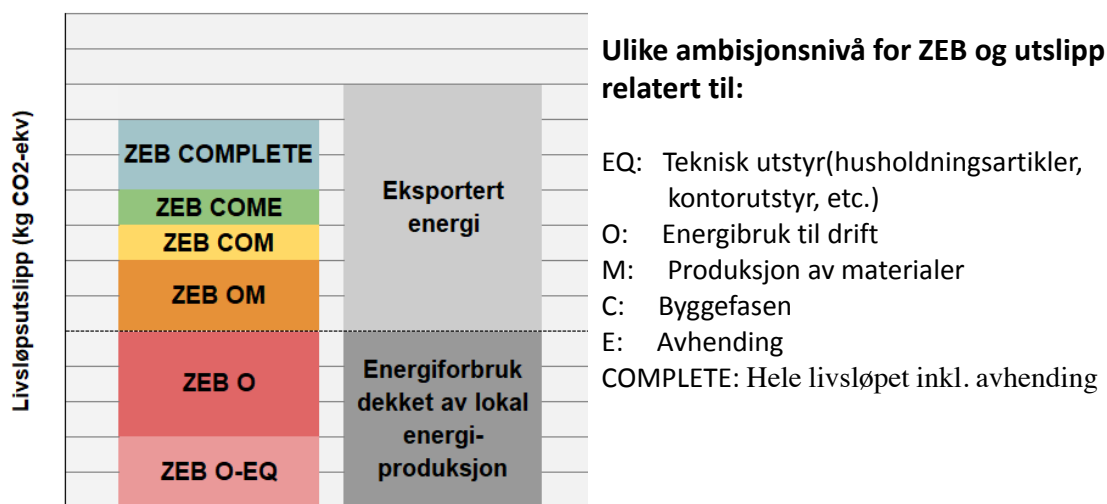 Livsløpsutslipp (kg CO2-ekv)
ZEB COMPLETE
ZEB COME
ZEB COM
ZEB OM
ZEB O
ZEB O-EQ
Eksportert
energi
Energiforbruk
dekket av lokal
energi-
produksjon
Ulike ambisjonsnivå for ZEB og utslipp
relatert til:
EQ: Teknisk utstyr(husholdningsartikler,
kontorutstyr, etc.)
O: Energibruk til drift
M: Produksjon av materialer
C: Byggefasen
E: Avhending
COMPLETE: Hele livsløpet inkl. avhending